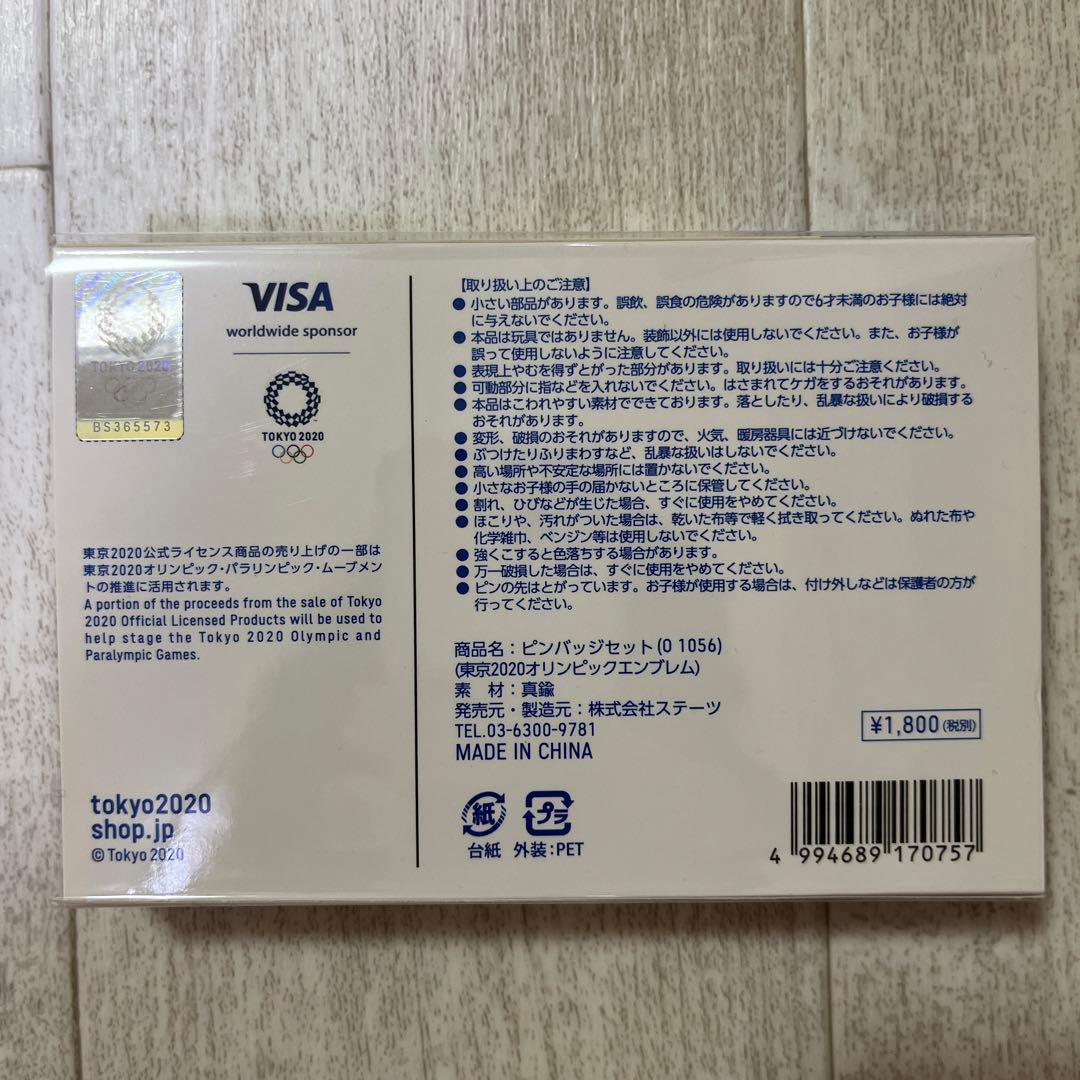 TOKYO 2020
BS365573
VISA
worldwide sponsor
TOKYO 2020
東京2020公式ライセンス商品の売り上げの一部は
東京2020オリンピック・パラリンピック・ムーブメン
トの推進に活用されます。
A portion of the proceeds from the sale of Tokyo
2020 Official Licensed Products will be used to
help stage the Tokyo 2020 Olympic and
Paralympic Games.
tokyo2020
shop.jp
© Tokyo 2020
【取り扱い上のご注意】
● 小さい部品があります。誤飲、誤食の危険がありますので6才未満のお子様には絶対
に与えないでください。
● 本品は玩具ではありません。装飾以外には使用しないでください。また、お子様が
誤って使用しないように注意してください。
● 表現上やむを得ずとがった部分があります。取り扱いには十分ご注意ください。
● 可動部分に指などを入れないでください。はさまれてケガをするおそれがあります。
● 本品はこわれやすい素材でできております。落としたり、乱暴な扱いにより破損する
おそれがあります。
● 変形、破損のおそれがありますので、火気、暖房器具には近づけないでください。
● ぶつけたりふりまわすなど、乱暴な扱いはしないでください。
● 高い場所や不安定な場所には置かないでください。
● 小さなお子様の手の届かないところに保管してください。
● 割れ、ひびなどが生じた場合、すぐに使用をやめてください。
● ほこりや、汚れがついた場合は、乾いた布等で軽く拭き取ってください。ぬれた布や
化学雑巾、ベンジン等は使用しないでください。
● 強くこすると色落ちする場合があります。
● 万一破損した場合は、すぐに使用をやめてください。
● ピンの先はとがっています。お子様が使用する場合は、付け外しなどは保護者の方が
行ってください。
商品名：ピンバッジセット(O 1056)
(東京2020オリンピックエンブレム)
素　材：真鍮
発売元・製造元：株式会社ステーツ
TEL.03-6300-9781
MADE IN CHINA
¥1,800(税別)
紙 プラ
台紙 外装:PET
4 994689 170757